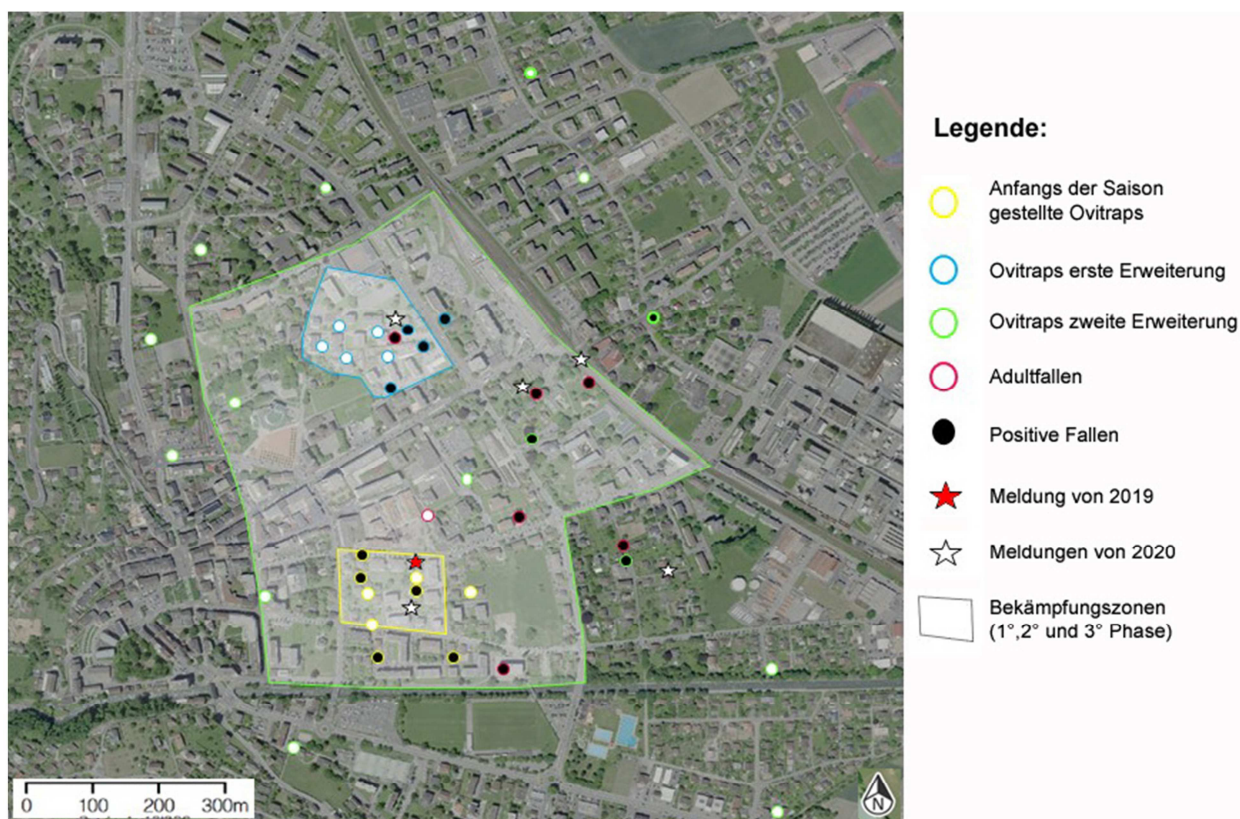 Legende:
Anfangs der Saison
gestellte Ovitraps
Ovitraps erste Erweiterung
Ovitraps zweite Erweiterung
Adultfallen
Positive Fallen
Meldung von 2019
Meldungen von 2020
Bekämpfungszonen
(1°,2° und 3° Phase)
0 100 200 300m
N